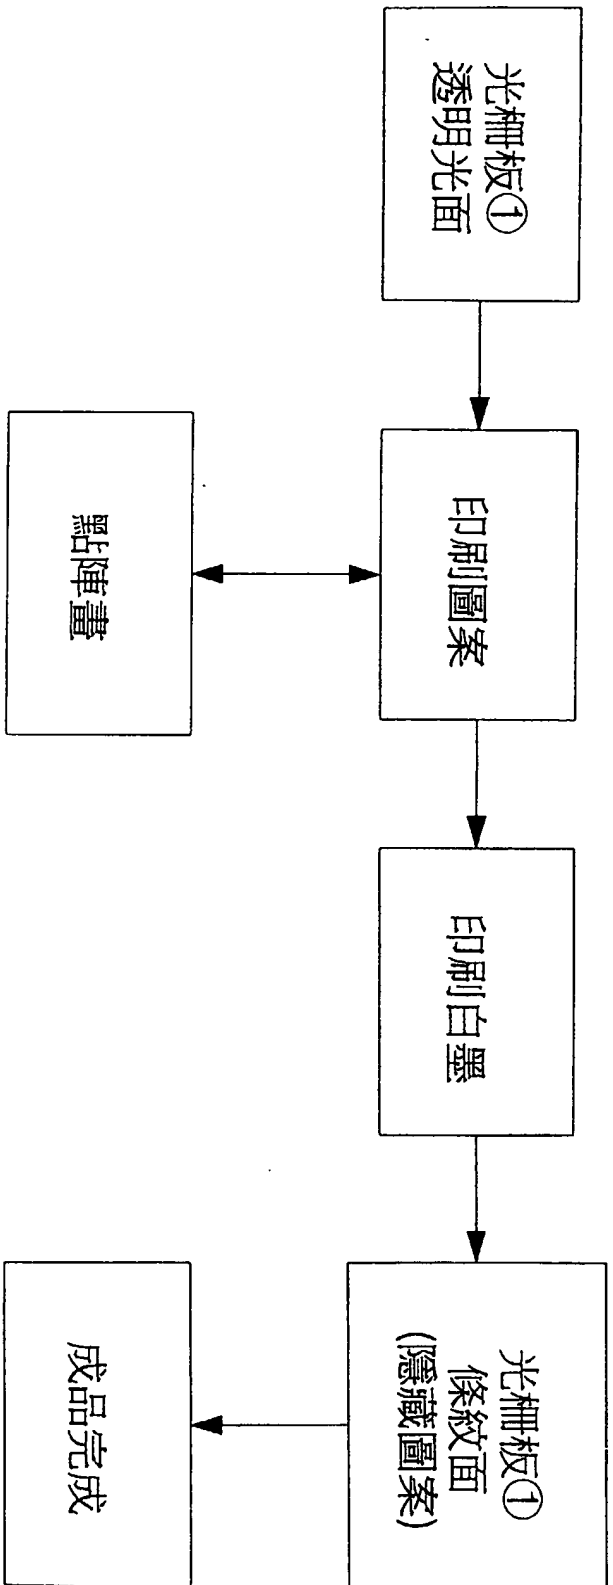 光柵板①
透明光面
印刷圖案
點陣畫
印刷白墨
光柵板①
條紋面
(隱藏圖案)
成品完成